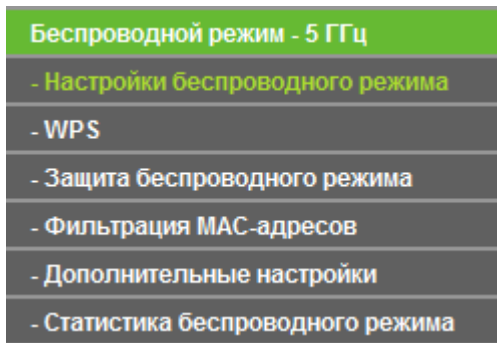 Беспроводной режим - 5 ГГц
- Настройки беспроводного режима
- WPS
- Защита беспроводного режима
- Фильтрация MAC-адресов
- Дополнительные настройки
- Статистика беспроводного режима